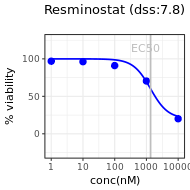 Resminostat (dss:7.8)
EC50
100
50
0
% viability
1 10 100 1000 10000
conc(nM)